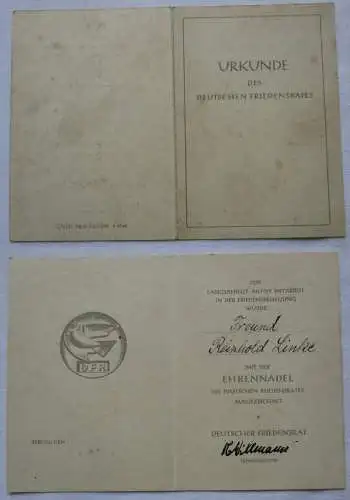 URKUNDE
DES
DEUTSCHEN FRIEDENSRATES
FÜR
LANGJÄHRIGE AKTIVE MITARBEIT
IN DER FRIEDENSBEWEGUNG
WURDE
Freund
Reinhold Linke
MIT DER
EHRENNADEL
DES DEUTSCHEN FRIEDENSRATES
AUSGEZEICHNET
DFR
DEUTSCHER FRIEDENSRAT